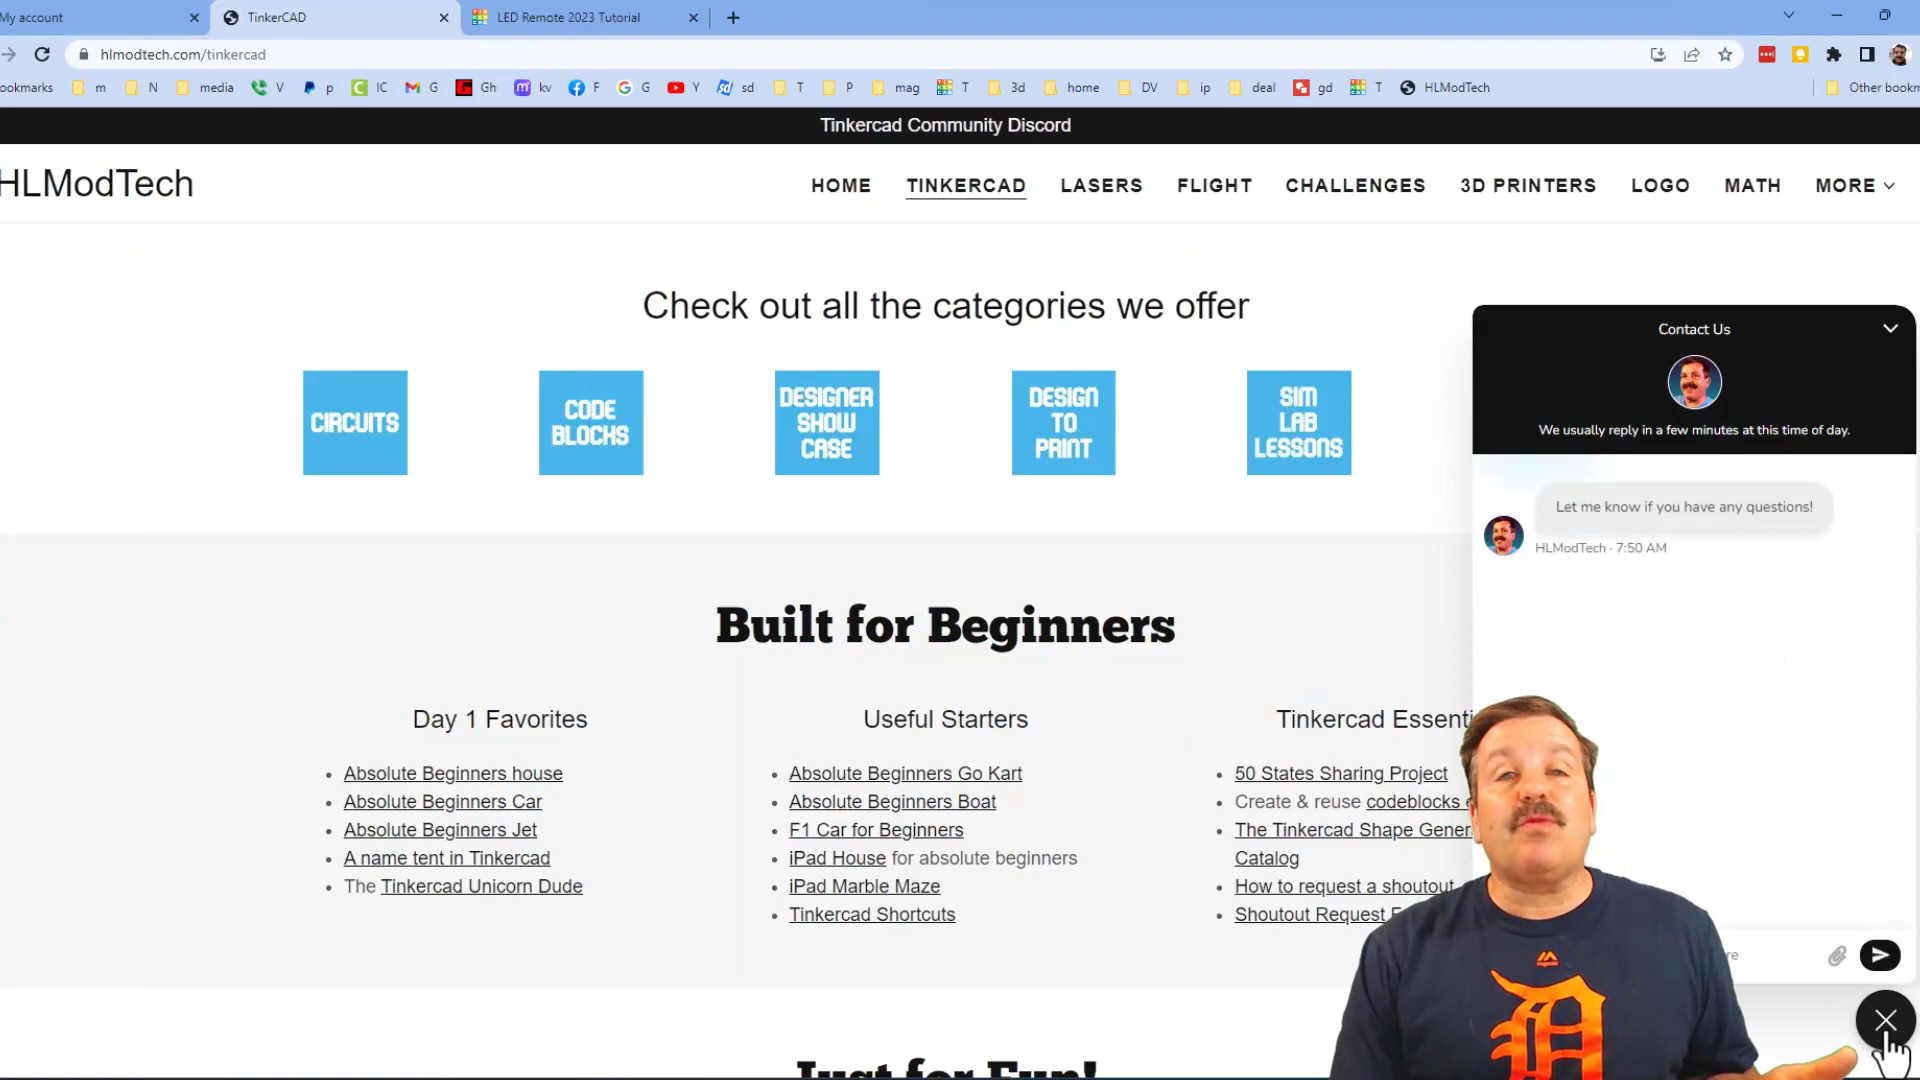 My account
TinkerCAD
LED Remote 2023 Tutorial
hlmodtech.com/tinkercad
ookmarks
m
N
media
V
p
IC
G
Gh
kv
F
G
Y
sd
T
P
mag
T
3d
home
DV
ip
deal
gd
T
HLModTech
Other bookm
Tinkercad Community Discord
HLModTech
HOME
TINKERCAD
LASERS
FLIGHT
CHALLENGES
3D PRINTERS
LOGO
MATH
MORE
Check out all the categories we offer
CIRCUITS
CODE
BLOCKS
DESIGNER
SHOW
CASE
DESIGN
TO
PRINT
SIM
LAB
LESSONS
Contact Us
We usually reply in a few minutes at this time of day.
Let me know if you have any questions!
HLModTech · 7:50 AM
Built for Beginners
Day 1 Favorites
Absolute Beginners house
Absolute Beginners Car
Absolute Beginners Jet
A name tent in Tinkercad
The Tinkercad Unicorn Dude
Useful Starters
Absolute Beginners Go Kart
Absolute Beginners Boat
F1 Car for Beginners
iPad House for absolute beginners
iPad Marble Maze
Tinkercad Shortcuts
Tinkercad Essenti
50 States Sharing Project
Create & reuse codeblocks
The Tinkercad Shape Gener
Catalog
How to request a shoutout
Shoutout Request F
re
D
Just for Fun!